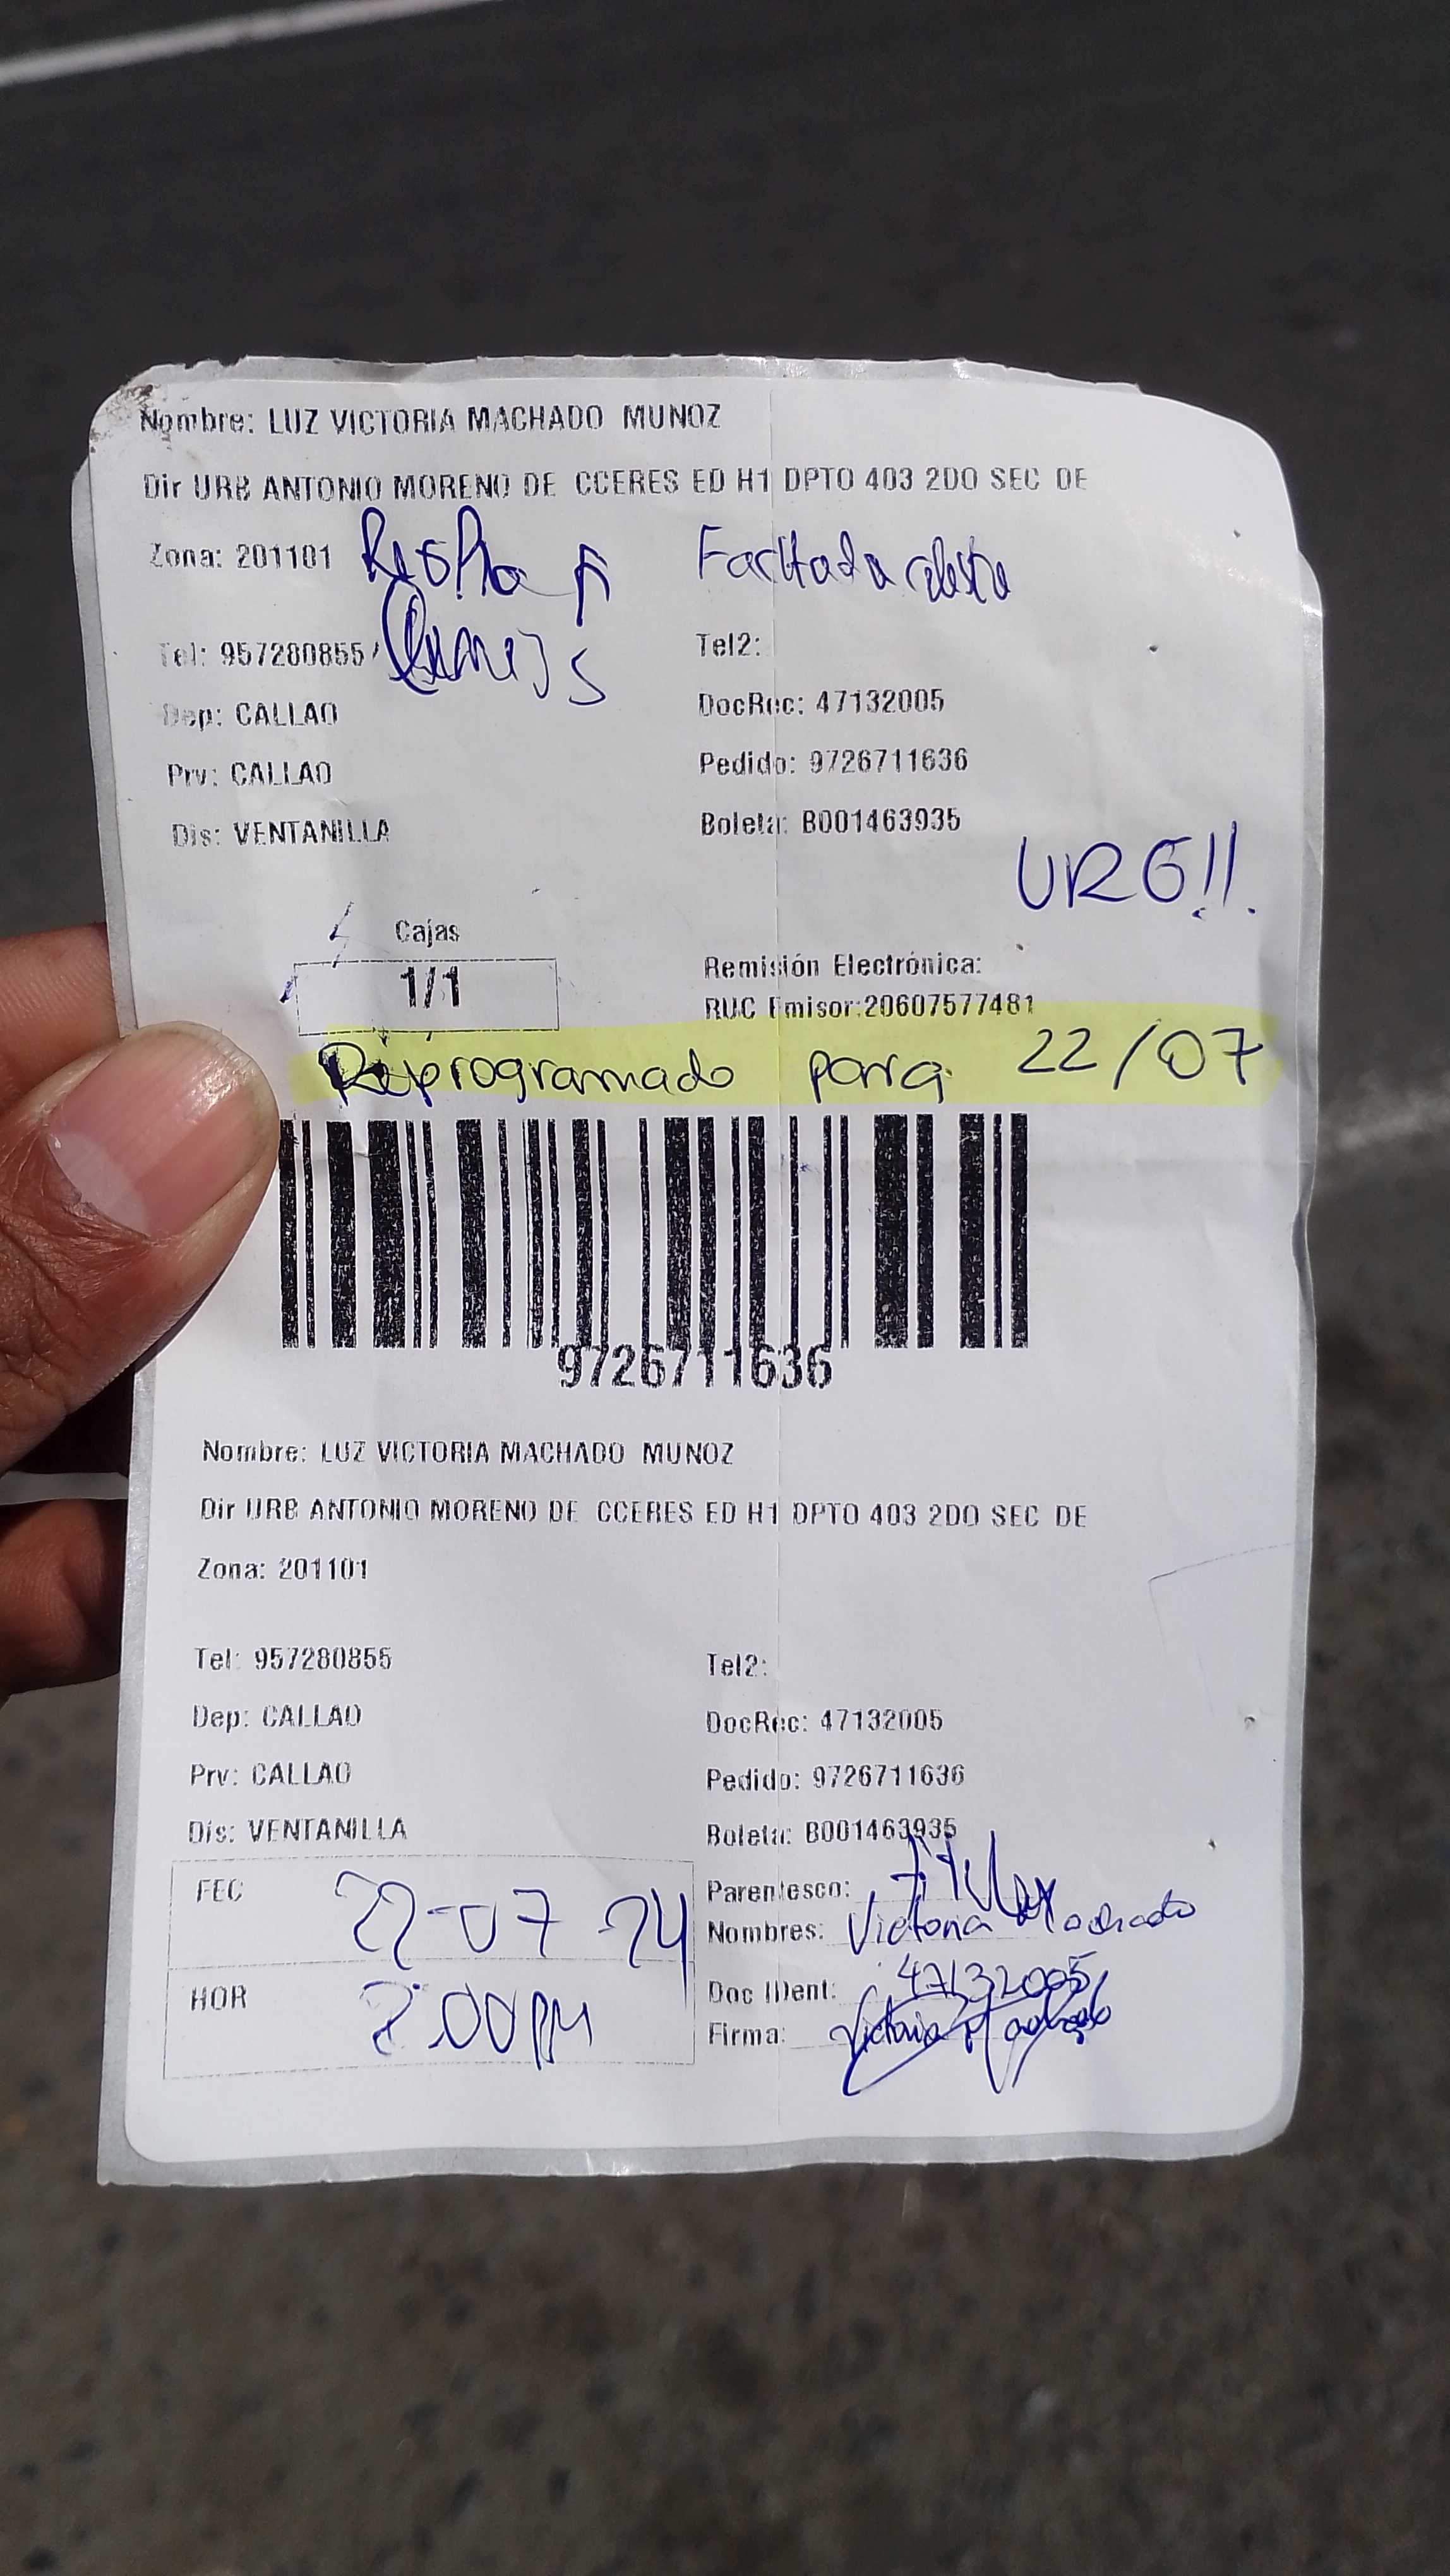 Nombre: LUZ VICTORIA MACHADO MUNOZ
Dir URB ANTONIO MORENO DE CCERES ED H1 DPTO 403 2DO SEC DE
Zona: 201101
Tel: 957280855
Tel2:
Dep: CALLAO
DocRec: 47132005
Prv: CALLAO
Pedido: 9726711636
Dis: VENTANILLA
Boleta: B001463935
URG!!.
Cajas
1/1
Remisión Electrónica:
RUC Emisor:20607577481
Reprogramado para 22/07
9726711636
Nombre: LUZ VICTORIA MACHADO MUNOZ
Dir URB ANTONIO MORENO DE CCERES ED H1 DPTO 403 2DO SEC DE
Zona: 201101
Tel: 957280855
Tel2:
Dep: CALLAO
DocRec: 47132005
Prv: CALLAO
Pedido: 9726711636
Dis: VENTANILLA
Boleta: B001463935
FEC 22-07-24
Parentesco: Titular
Nombres: Victoria Machado
HOR 2:00 PM
Doc Ident: 47132005
Firma: Victoria Machado